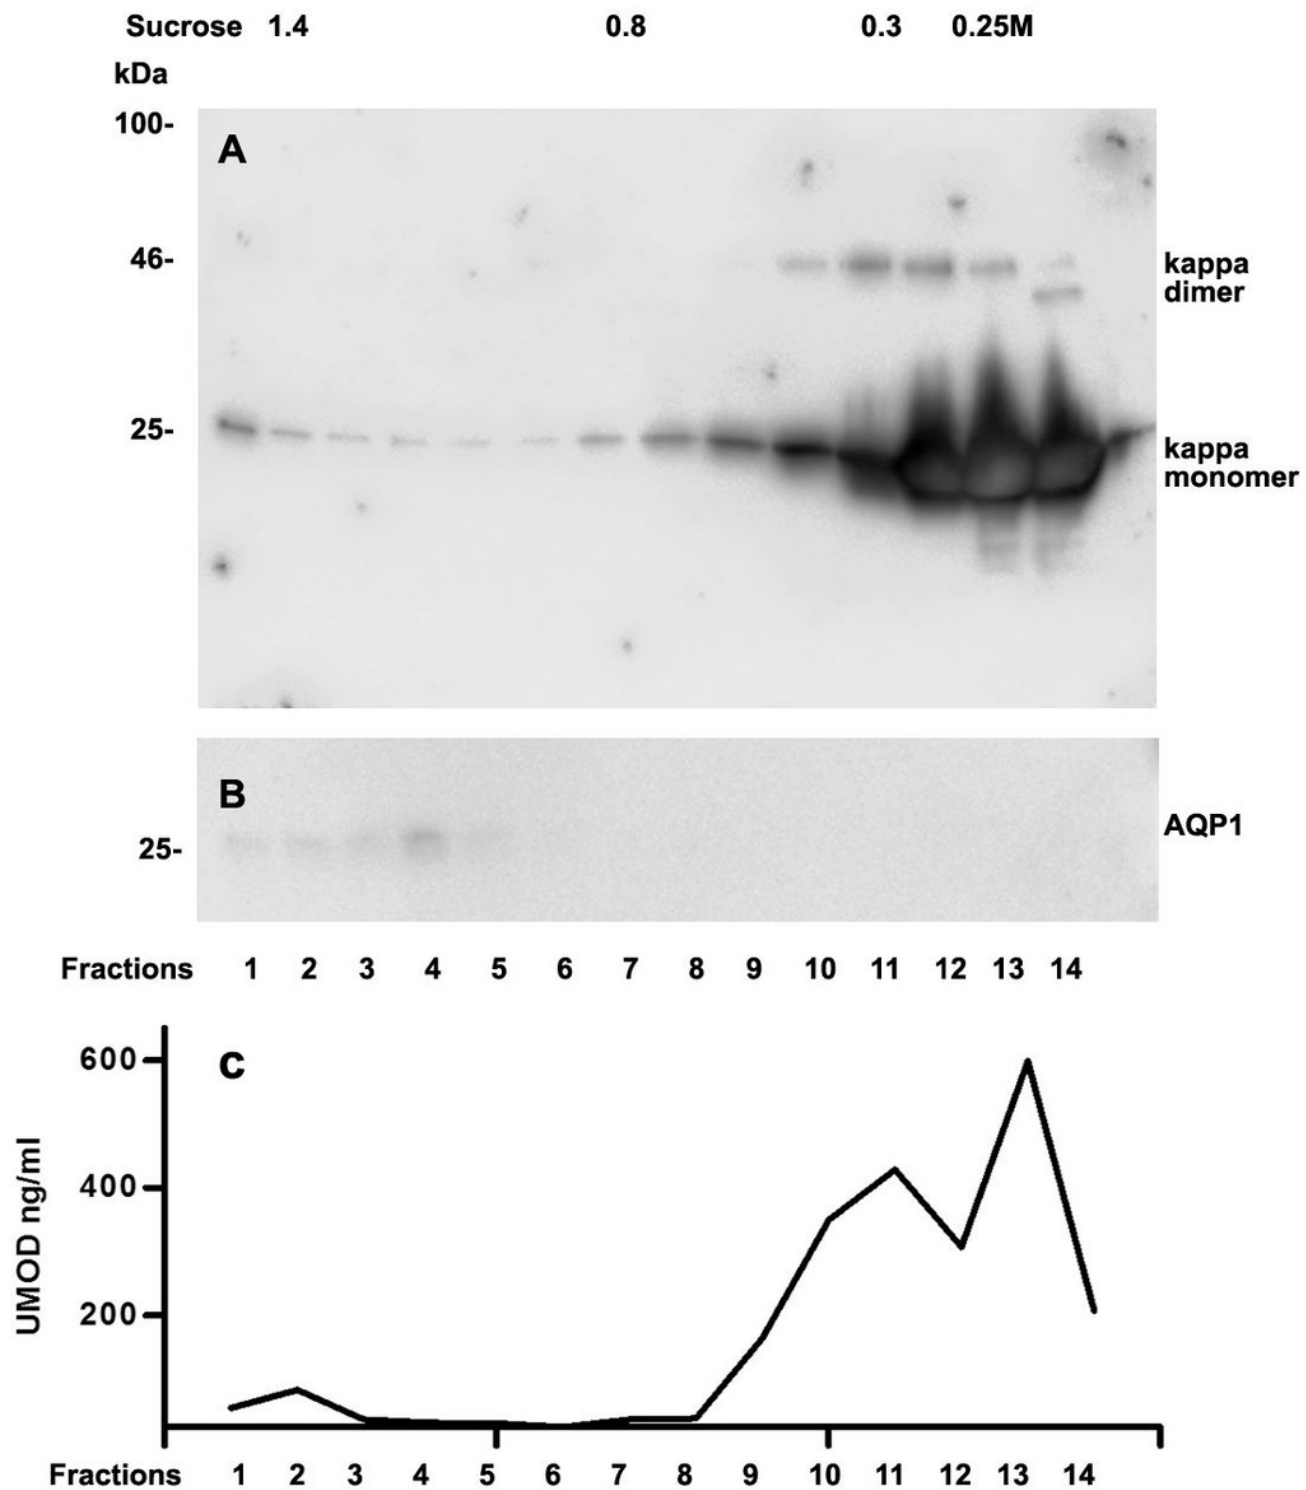 Sucrose 1.4 0.8 0.3 0.25M
kDa
100-
A
46-
kappa
dimer
25-
kappa
monomer
B
AQP1
25-
Fractions 1 2 3 4 5 6 7 8 9 10 11 12 13 14
C
600
400
200
UMOD ng/ml
Fractions 1 2 3 4 5 6 7 8 9 10 11 12 13 14